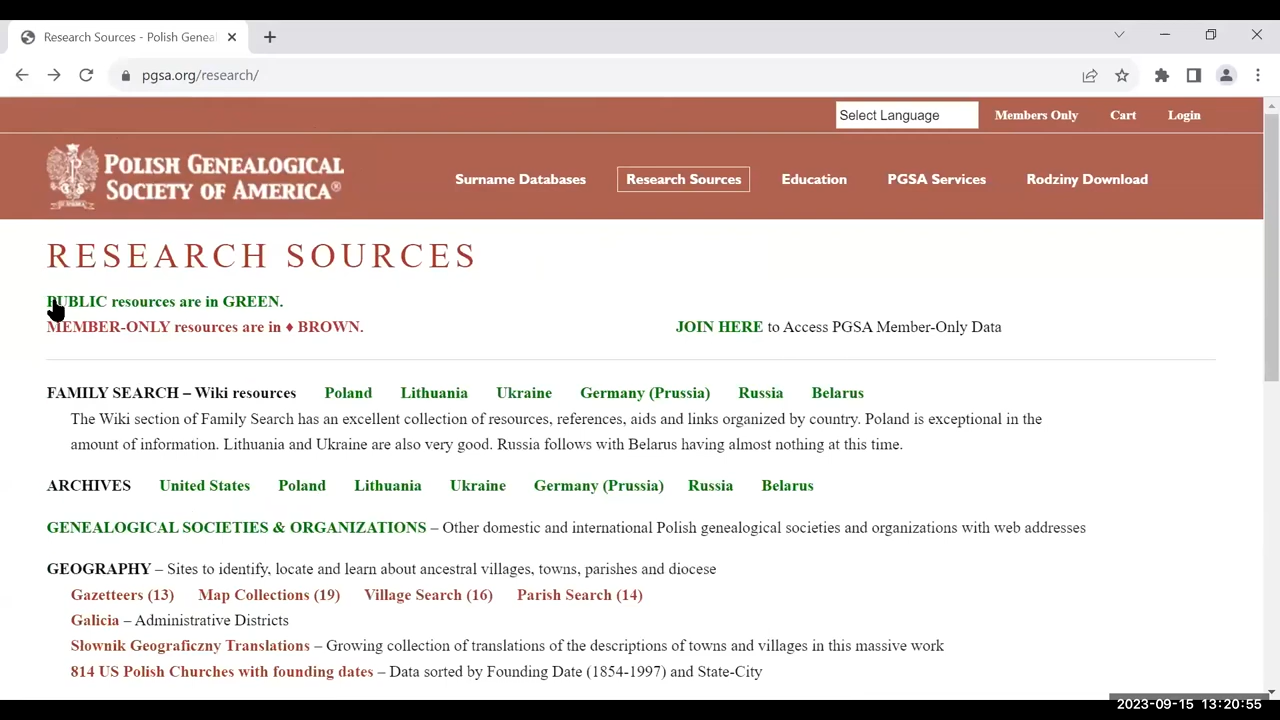 Research Sources - Polish Genea
pgsa.org/research/
Select Language
Members Only
Cart
Login
POLISH GENEALOGICAL
SOCIETY OF AMERICA®
Surname Databases
Research Sources
Education
PGSA Services
Rodziny Download
RESEARCH SOURCES
PUBLIC resources are in GREEN.
MEMBER-ONLY resources are in ♦ BROWN.
JOIN HERE to Access PGSA Member-Only Data
FAMILY SEARCH – Wiki resources Poland Lithuania Ukraine Germany (Prussia) Russia Belarus
The Wiki section of Family Search has an excellent collection of resources, references, aids and links organized by country. Poland is exceptional in the
amount of information. Lithuania and Ukraine are also very good. Russia follows with Belarus having almost nothing at this time.
ARCHIVES United States Poland Lithuania Ukraine Germany (Prussia) Russia Belarus
GENEALOGICAL SOCIETIES & ORGANIZATIONS – Other domestic and international Polish genealogical societies and organizations with web addresses
GEOGRAPHY – Sites to identify, locate and learn about ancestral villages, towns, parishes and diocese
Gazetteers (13) Map Collections (19) Village Search (16) Parish Search (14)
Galicia – Administrative Districts
Słownik Geograficzny Translations – Growing collection of translations of the descriptions of towns and villages in this massive work
814 US Polish Churches with founding dates – Data sorted by Founding Date (1854-1997) and State-City
2023-09-15 13:20:55